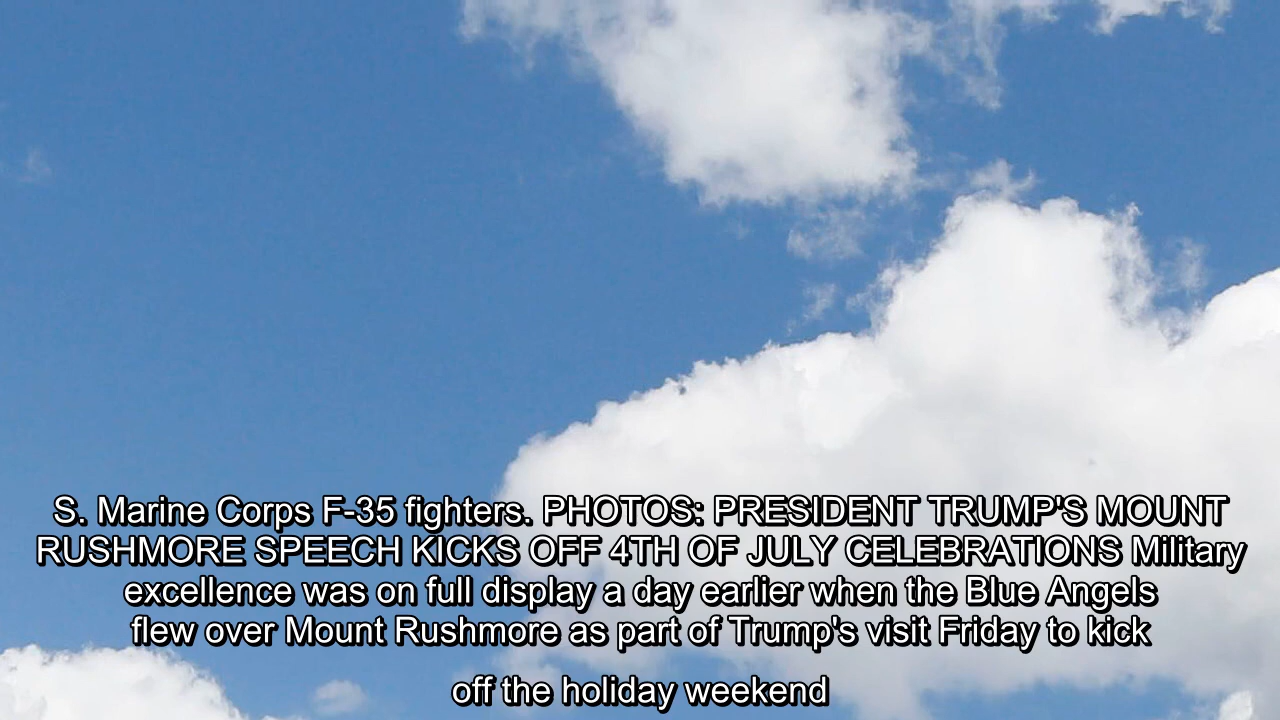 S. Marine Corps F-35 fighters. PHOTOS: PRESIDENT TRUMP'S MOUNT
RUSHMORE SPEECH KICKS OFF 4TH OF JULY CELEBRATIONS Military
excellence was on full display a day earlier when the Blue Angels
flew over Mount Rushmore as part of Trump's visit Friday to kick
off the holiday weekend